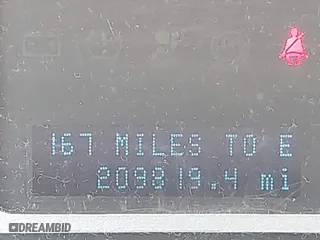 167 MILES TO E
209819.4 mi
DREAMBID